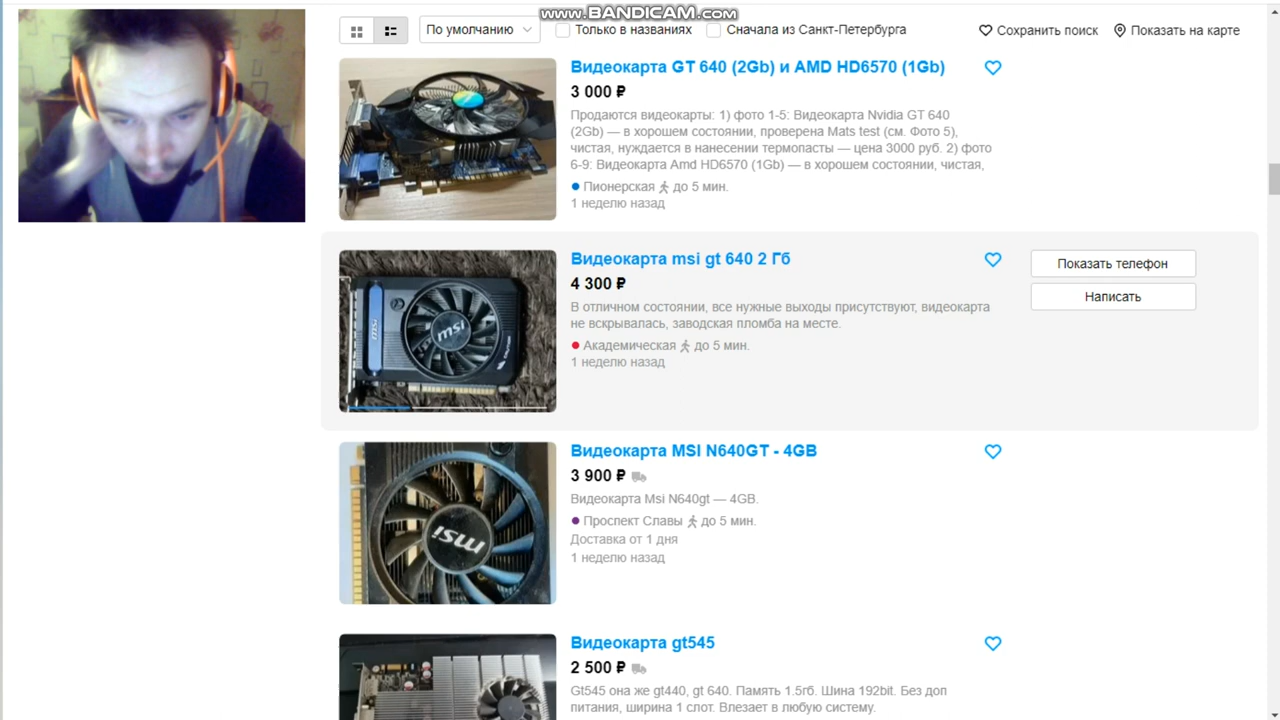 www.BANDICAM.com
По умолчанию
Только в названиях
Сначала из Санкт-Петербурга
Сохранить поиск
Показать на карте
Видеокарта GT 640 (2Gb) и AMD HD6570 (1Gb)
3 000 ₽
Продаются видеокарты: 1) фото 1-5: Видеокарта Nvidia GT 640
(2Gb) — в хорошем состоянии, проверена Mats test (см. Фото 5),
чистая, нуждается в нанесении термопасты — цена 3000 руб. 2) фото
6-9: Видеокарта Amd HD6570 (1Gb) — в хорошем состоянии, чистая,
Пионерская до 5 мин.
1 неделю назад
Видеокарта msi gt 640 2 Гб
4 300 ₽
В отличном состоянии, все нужные выходы присутствуют, видеокарта
не вскрывалась, заводская пломба на месте.
Академическая до 5 мин.
1 неделю назад
Показать телефон
Написать
msi
msi
Видеокарта MSI N640GT - 4GB
3 900 ₽
Видеокарта Msi N640gt — 4GB.
Проспект Славы до 5 мин.
Доставка от 1 дня
1 неделю назад
msi
Видеокарта gt545
2 500 ₽
Gt545 она же gt440, gt 640. Память 1.5гб. Шина 192bit. Без доп
питания, ширина 1 слот. Влезает в любую систему.